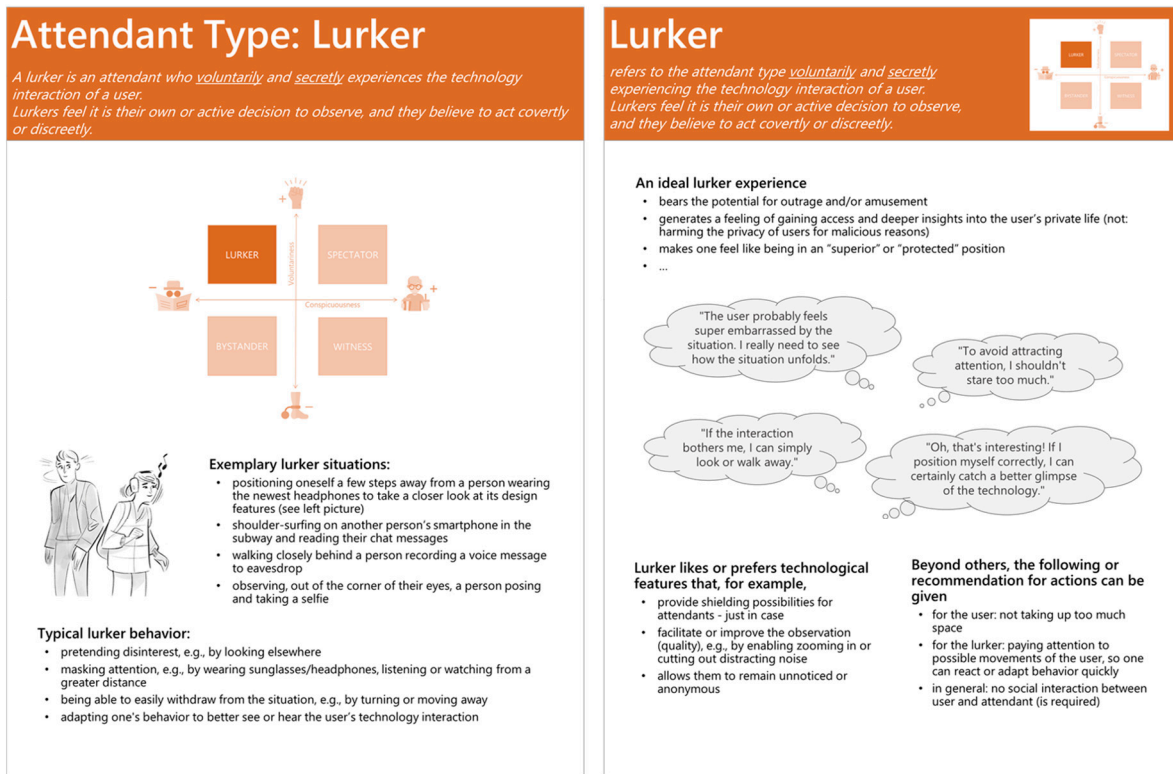 Attendant Type: Lurker
A lurker is an attendant who voluntarily and secretly experiences the technology
interaction of a user.
Lurkers feel it is their own or active decision to observe, and they believe to act covertly
or discreetly.
LURKER
SPECTATOR
Voluntariness
Conspicuousness
BYSTANDER
WITNESS
Exemplary lurker situations:
• positioning oneself a few steps away from a person wearing
the newest headphones to take a closer look at its design
features (see left picture)
• shoulder-surfing on another person's smartphone in the
subway and reading their chat messages
• walking closely behind a person recording a voice message
to eavesdrop
• observing, out of the corner of their eyes, a person posing
and taking a selfie
Typical lurker behavior:
• pretending disinterest, e.g., by looking elsewhere
• masking attention, e.g., by wearing sunglasses/headphones, listening or watching from a
greater distance
• being able to easily withdraw from the situation, e.g., by turning or moving away
• adapting one's behavior to better see or hear the user's technology interaction
Lurker
refers to the attendant type voluntarily and secretly
experiencing the technology interaction of a user.
Lurkers feel it is their own or active decision to observe,
and they believe to act covertly or discreetly.
LURKER
SPECTATOR
BYSTANDER
WITNESS
An ideal lurker experience
• bears the potential for outrage and/or amusement
• generates a feeling of gaining access and deeper insights into the user's private life (not:
harming the privacy of users for malicious reasons)
• makes one feel like being in an "superior" or "protected" position
• ...
"The user probably feels
super embarrassed by the
situation. I really need to see
how the situation unfolds."
"To avoid attracting
attention, I shouldn't
stare too much."
"If the interaction
bothers me, I can simply
look or walk away."
"Oh, that's interesting! If I
position myself correctly, I can
certainly catch a better glimpse
of the technology."
Lurker likes or prefers technological
features that, for example,
• provide shielding possibilities for
attendants - just in case
• facilitate or improve the observation
(quality), e.g., by enabling zooming in or
cutting out distracting noise
• allows them to remain unnoticed or
anonymous
Beyond others, the following or
recommendation for actions can be
given
• for the user: not taking up too much
space
• for the lurker: paying attention to
possible movements of the user, so one
can react or adapt behavior quickly
• in general: no social interaction between
user and attendant (is required)